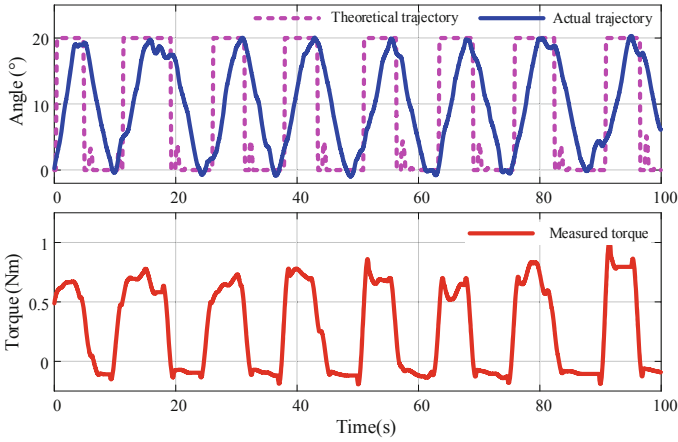 Theoretical trajectory Actual trajectory
Angle (°)
20
10
0
0 20 40 60 80 100
Measured torque
Torque (Nm)
1
0.5
0
0 20 40 60 80 100
Time(s)